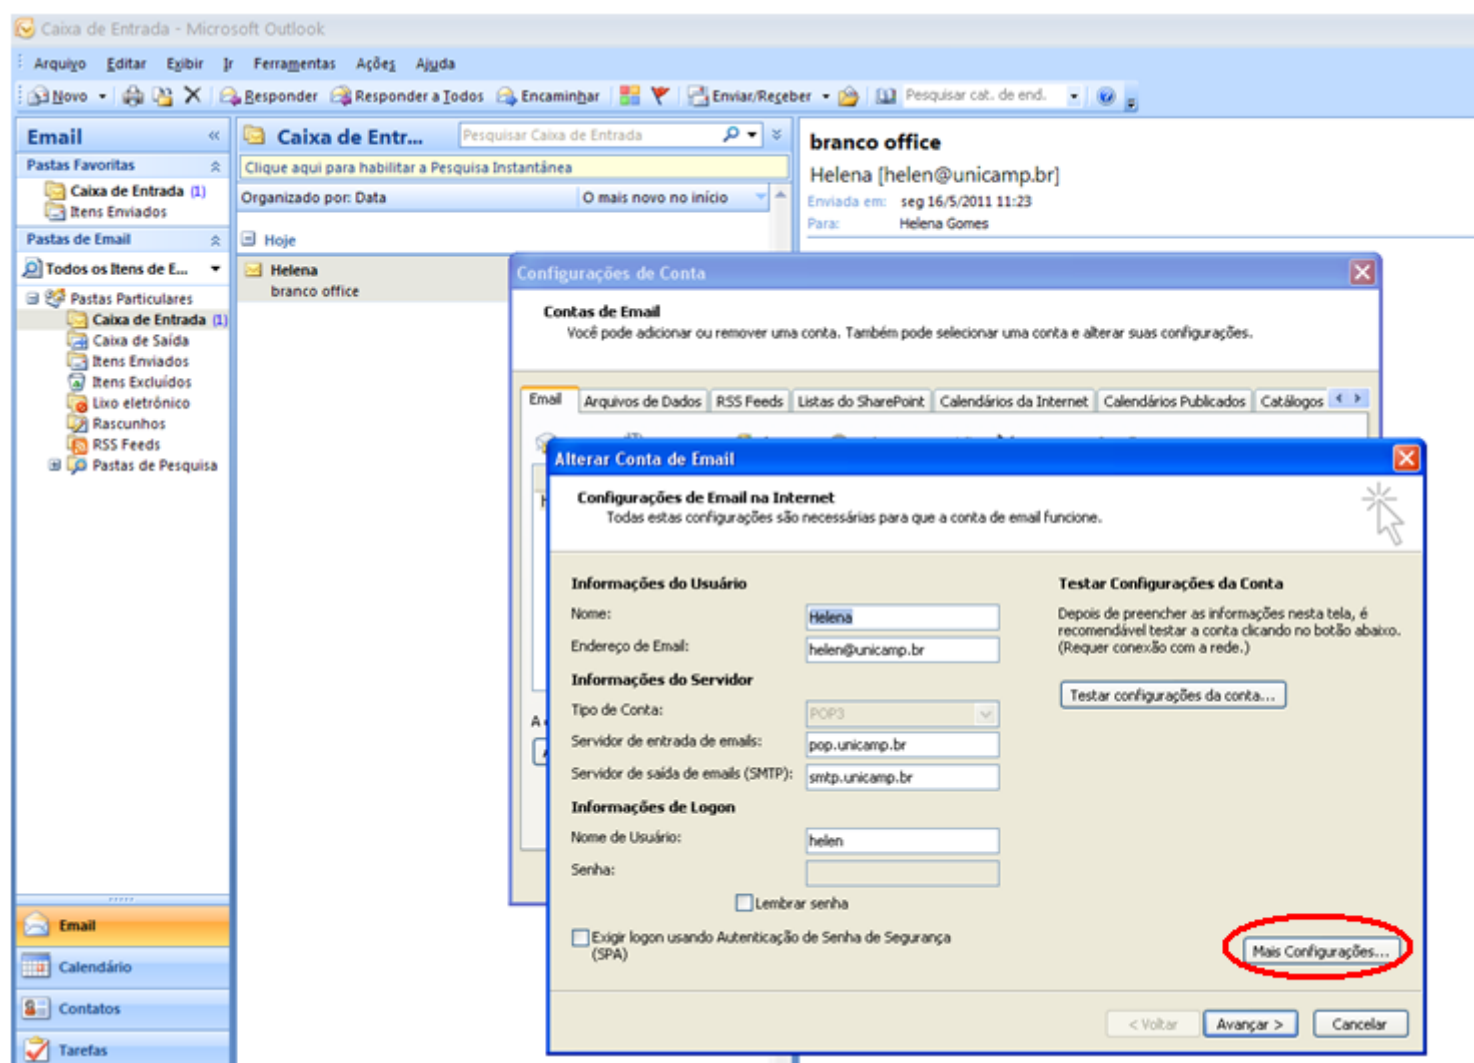 Caixa de Entrada - Microsoft Outlook
Arquivo Editar Exibir Ir Ferramentas Ações Ajuda
Novo Responder Responder a Todos Encaminhar Enviar/Receber Pesquisar cat. de end.
Email «
Pastas Favoritas
Caixa de Entrada (1)
Itens Enviados
Pastas de Email
Todos os Itens de E...
Pastas Particulares
Caixa de Entrada (1)
Caixa de Saída
Itens Enviados
Itens Excluídos
Lixo eletrônico
Rascunhos
RSS Feeds
Pastas de Pesquisa
Email
Calendário
Contatos
Tarefas
Caixa de Entr... Pesquisar Caixa de Entrada
Clique aqui para habilitar a Pesquisa Instantânea
Organizado por: Data O mais novo no início
Hoje
Helena
branco office
branco office
Helena [helen@unicamp.br]
Enviada em: seg 16/5/2011 11:23
Para: Helena Gomes
Configurações de Conta
Contas de Email
Você pode adicionar ou remover uma conta. Também pode selecionar uma conta e alterar suas configurações.
Email Arquivos de Dados RSS Feeds Listas do SharePoint Calendários da Internet Calendários Publicados Catálogos
Alterar Conta de Email
Configurações de Email na Internet
Todas estas configurações são necessárias para que a conta de email funcione.
Informações do Usuário
Nome: Helena
Endereço de Email: helen@unicamp.br
Informações do Servidor
Tipo de Conta: POP3
Servidor de entrada de emails: pop.unicamp.br
Servidor de saída de emails (SMTP): smtp.unicamp.br
Informações de Logon
Nome de Usuário: helen
Senha:
Lembrar senha
Exigir logon usando Autenticação de Senha de Segurança
(SPA)
Testar Configurações da Conta
Depois de preencher as informações nesta tela, é
recomendável testar a conta clicando no botão abaixo.
(Requer conexão com a rede.)
Testar configurações da conta...
Mais Configurações...
< Voltar Avançar > Cancelar